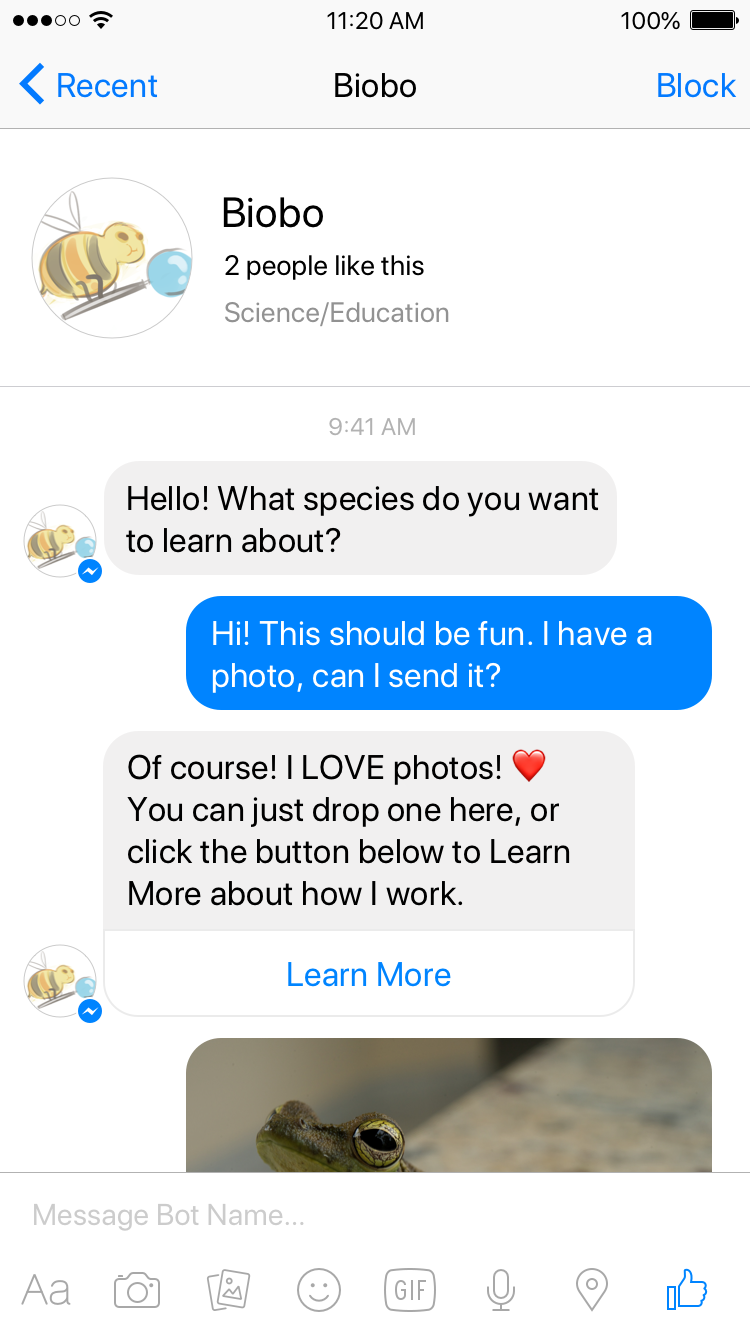 11:20 AM 100%
Recent Biobo Block
Biobo
2 people like this
Science/Education
9:41 AM
Hello! What species do you want
to learn about?
Hi! This should be fun. I have a
photo, can I send it?
Of course! I LOVE photos! ❤️
You can just drop one here, or
click the button below to Learn
More about how I work.
Learn More
Message Bot Name...
Aa GIF